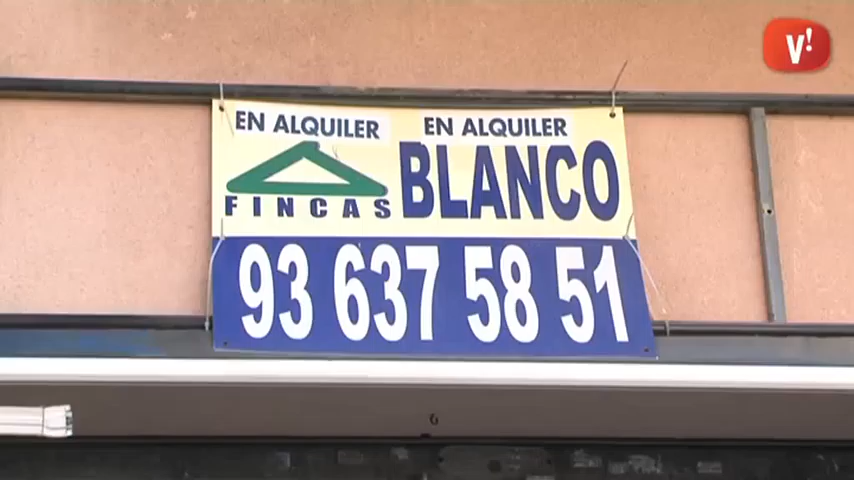 V!
EN ALQUILER EN ALQUILER
FINCAS BLANCO
93 637 58 51